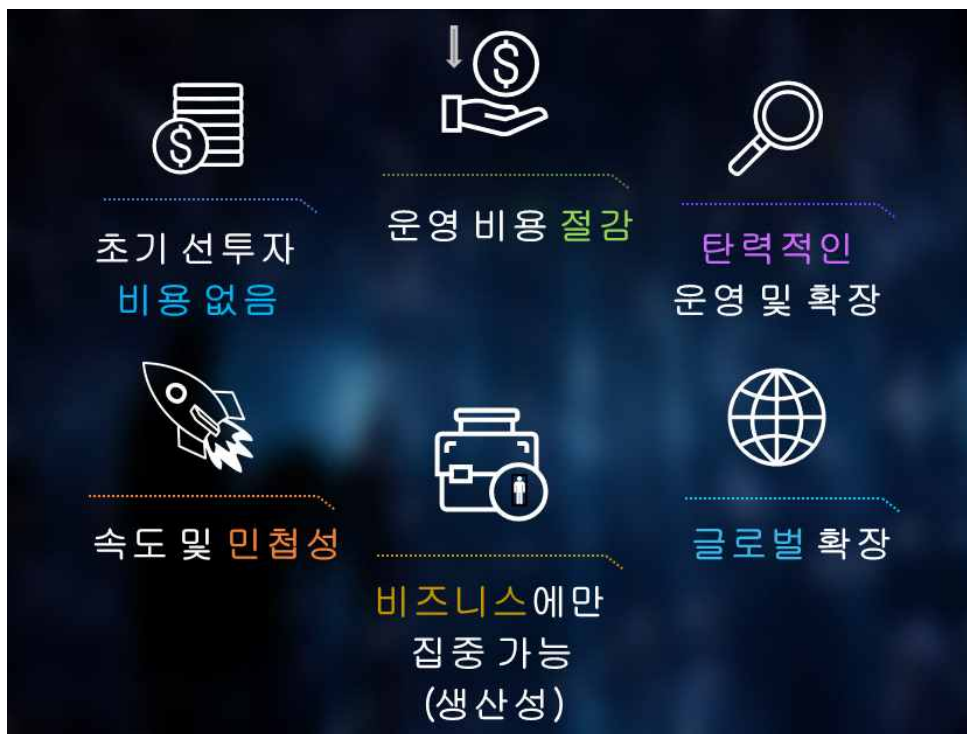 초기 선투자
비용 없음
운영 비용 절감
탄력적인
운영 및 확장
속도 및 민첩성
비즈니스에만
집중 가능
(생산성)
글로벌 확장